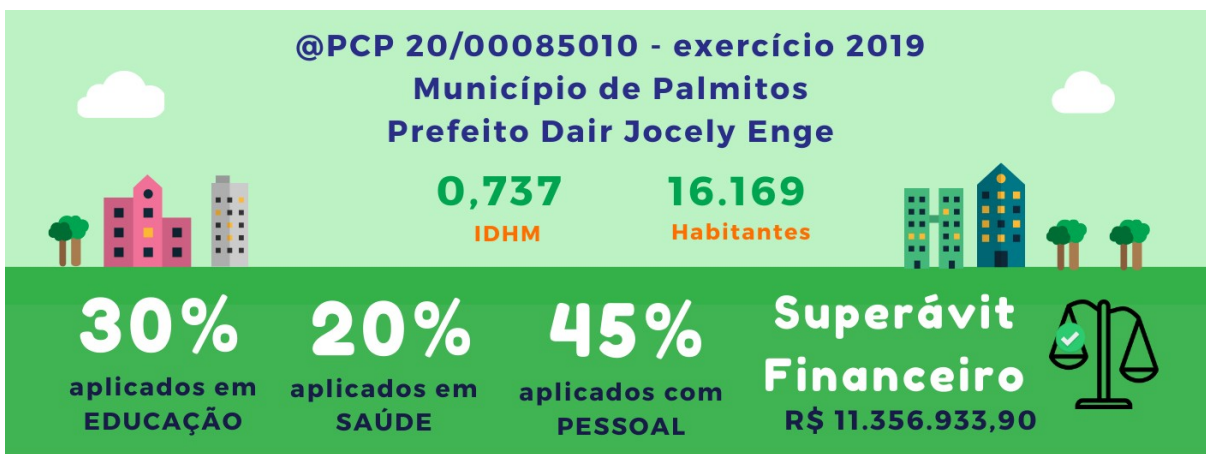 @PCP 20/00085010 - exercício 2019
Município de Palmitos
Prefeito Dair Jocely Enge
0,737
IDHM
16.169
Habitantes
30%
aplicados em
EDUCAÇÃO
20%
aplicados em
SAÚDE
45%
aplicados com
PESSOAL
Superávit
Financeiro
R$ 11.356.933,90